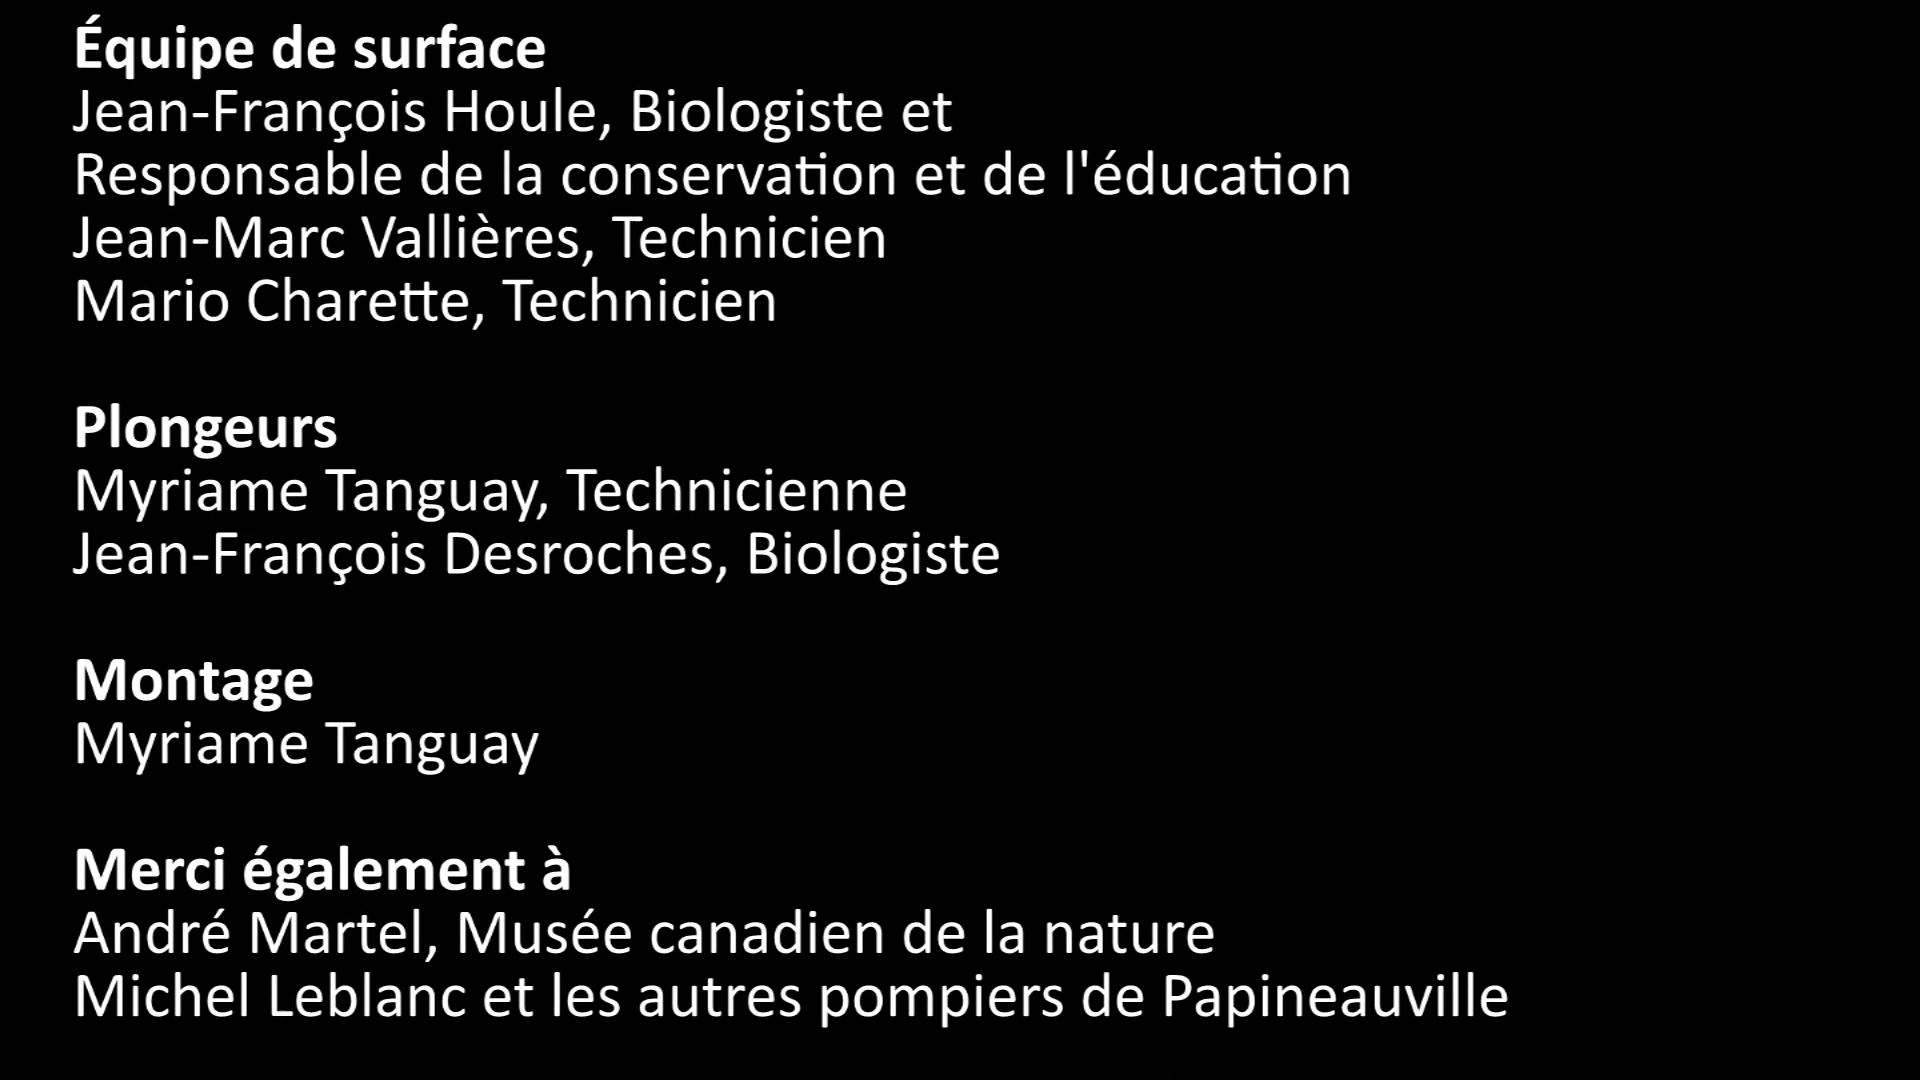 Équipe de surface
Jean-François Houle, Biologiste et
Responsable de la conservation et de l'éducation
Jean-Marc Vallières, Technicien
Mario Charette, Technicien
Plongeurs
Myriame Tanguay, Technicienne
Jean-François Desroches, Biologiste
Montage
Myriame Tanguay
Merci également à
André Martel, Musée canadien de la nature
Michel Leblanc et les autres pompiers de Papineauville